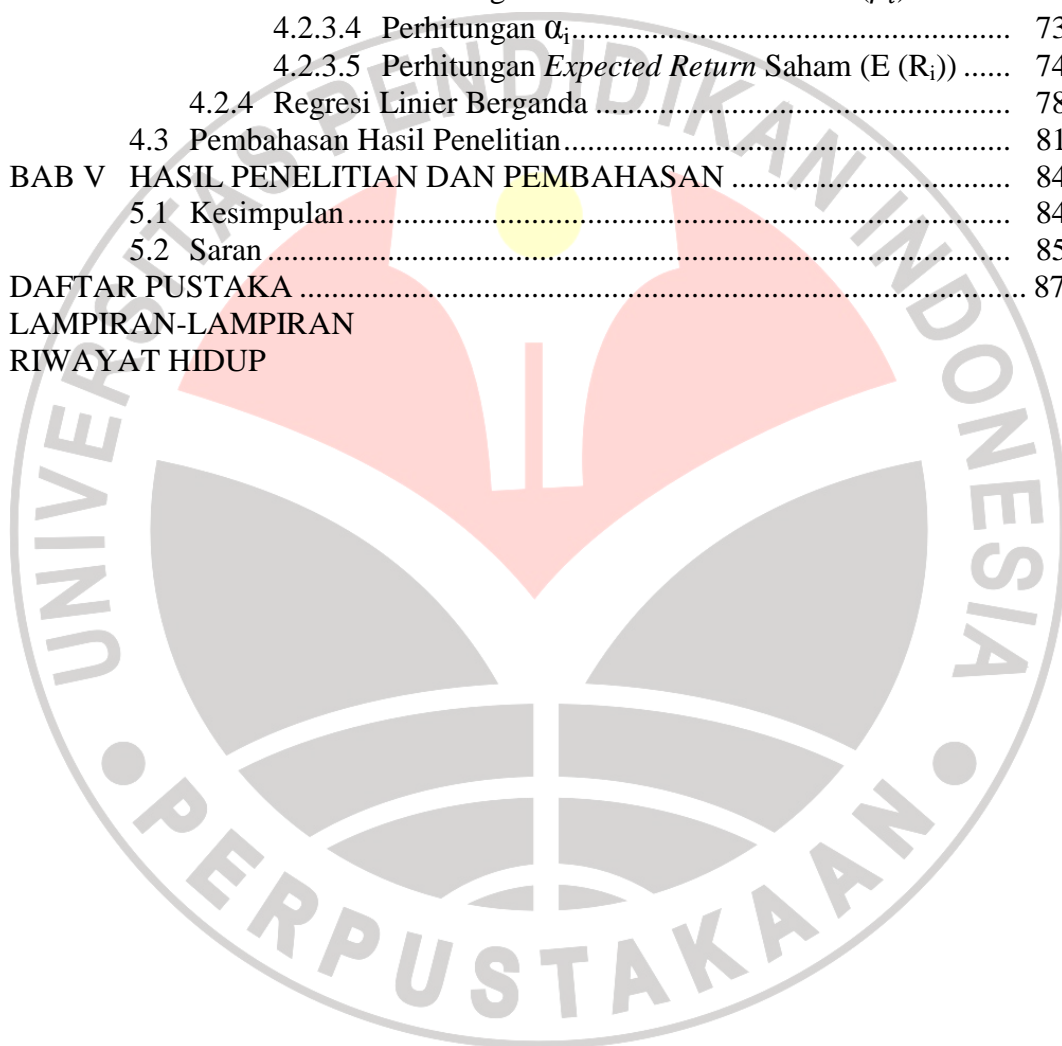 4.2.3.4 Perhitungan αi.................................................... 73
4.2.3.5 Perhitungan Expected Return Saham (E (Ri)) ...... 74
4.2.4 Regresi Linier Berganda ................................................. 78
4.3 Pembahasan Hasil Penelitian..................................................... 81
BAB V HASIL PENELITIAN DAN PEMBAHASAN ................................. 84
5.1 Kesimpulan............................................................................... 84
5.2 Saran ........................................................................................ 85
DAFTAR PUSTAKA ....................................................................................... 87
LAMPIRAN-LAMPIRAN
RIWAYAT HIDUP
UNIVERSITAS PENDIDIKAN INDONESIA
PERPUSTAKAAN